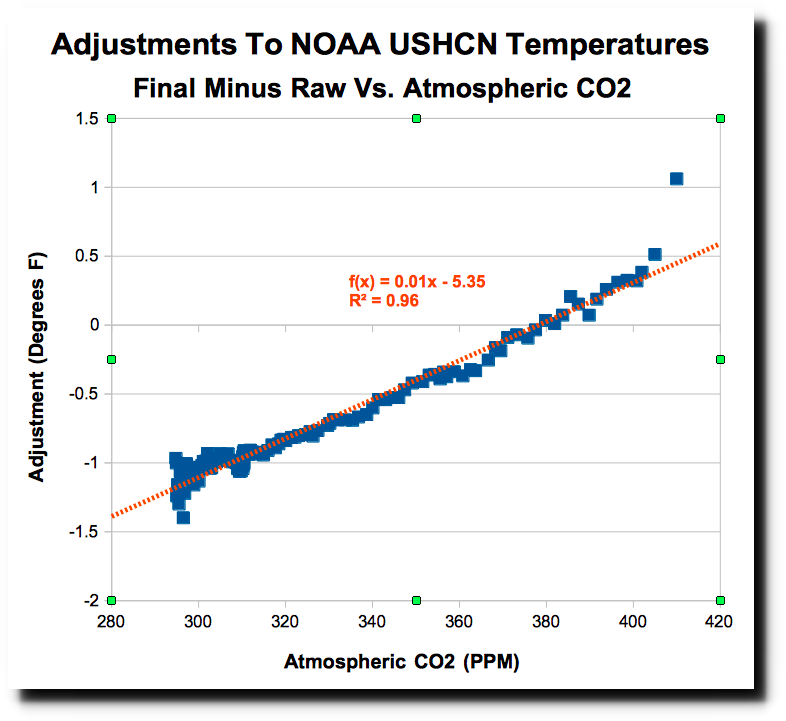 Adjustments To NOAA USHCN Temperatures
Final Minus Raw Vs. Atmospheric CO2
1.5
1
0.5
0
-0.5
-1
-1.5
-2
Adjustment (Degrees F)
f(x) = 0.01x - 5.35
R² = 0.96
280 300 320 340 360 380 400 420
Atmospheric CO2 (PPM)